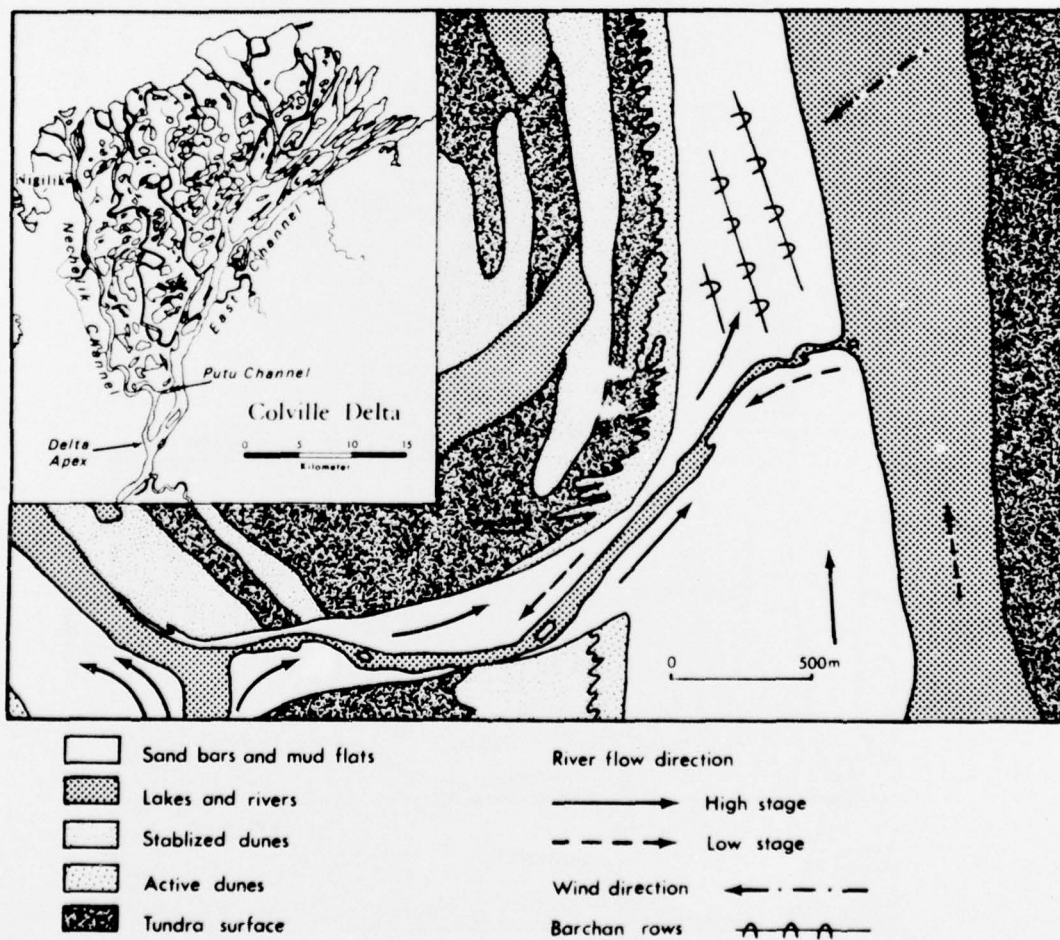 Nigilik
Nechelik
Channel
East Channel
Putu Channel
Delta
Apex
Colville Delta
0 5 10 15
Kilometer
0 500m
Sand bars and mud flats
Lakes and rivers
Stablized dunes
Active dunes
Tundra surface
River flow direction
High stage
Low stage
Wind direction
Barchan rows